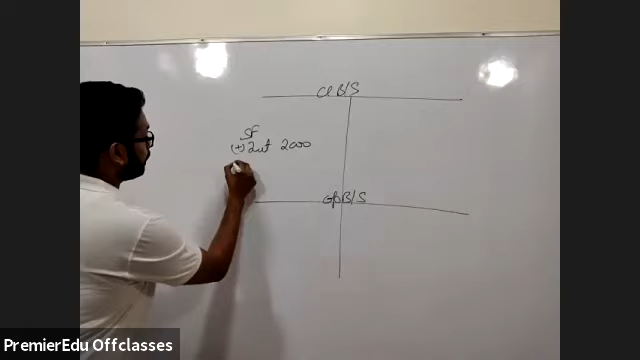 Cl B/S
SF
(+) Int 2000
Op B/S
PremierEdu Offclasses